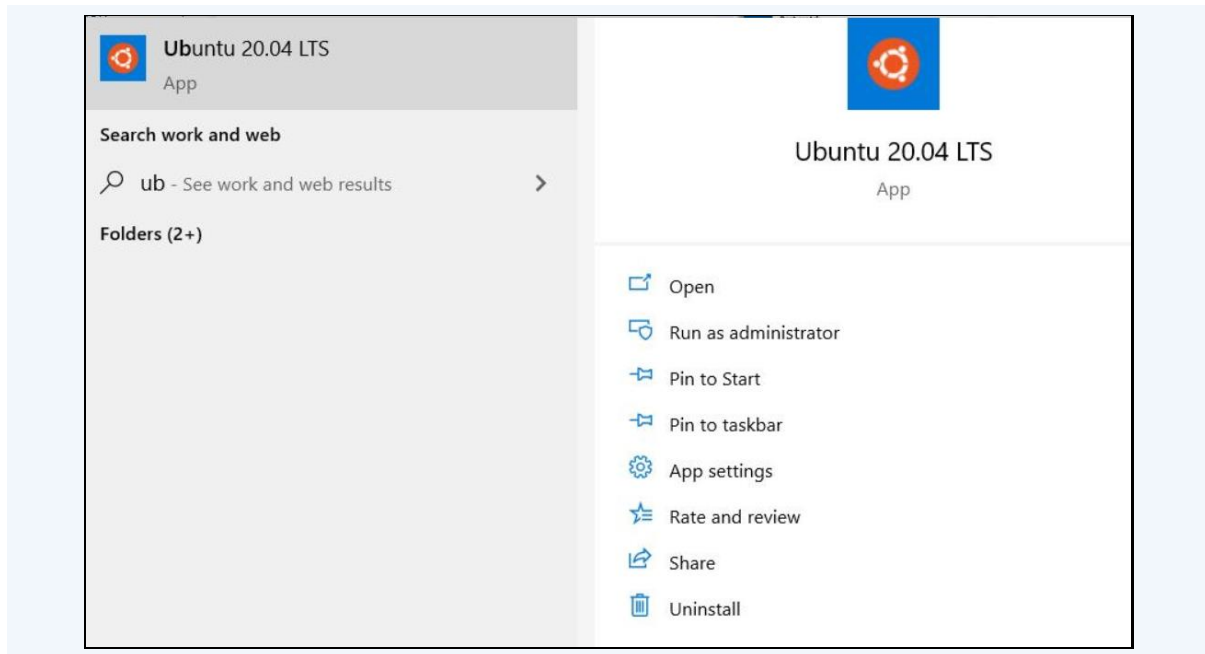 Ubuntu 20.04 LTS
App
Search work and web
ub - See work and web results
Folders (2+)
Ubuntu 20.04 LTS
App
Open
Run as administrator
Pin to Start
Pin to taskbar
App settings
Rate and review
Share
Uninstall